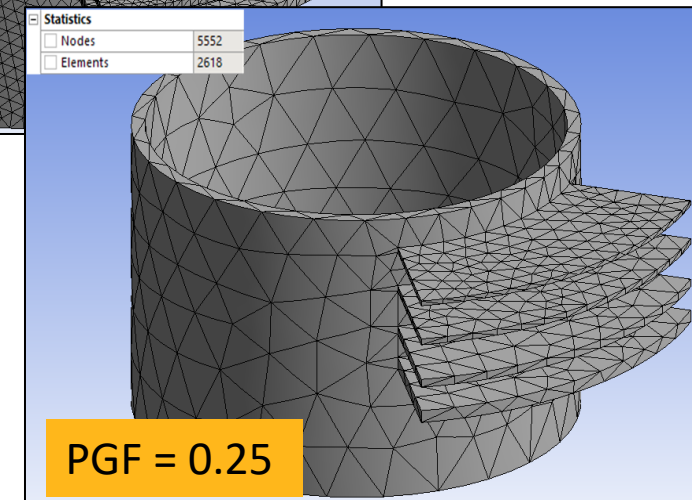 Statistics
Nodes 5552
Elements 2618
PGF = 0.25